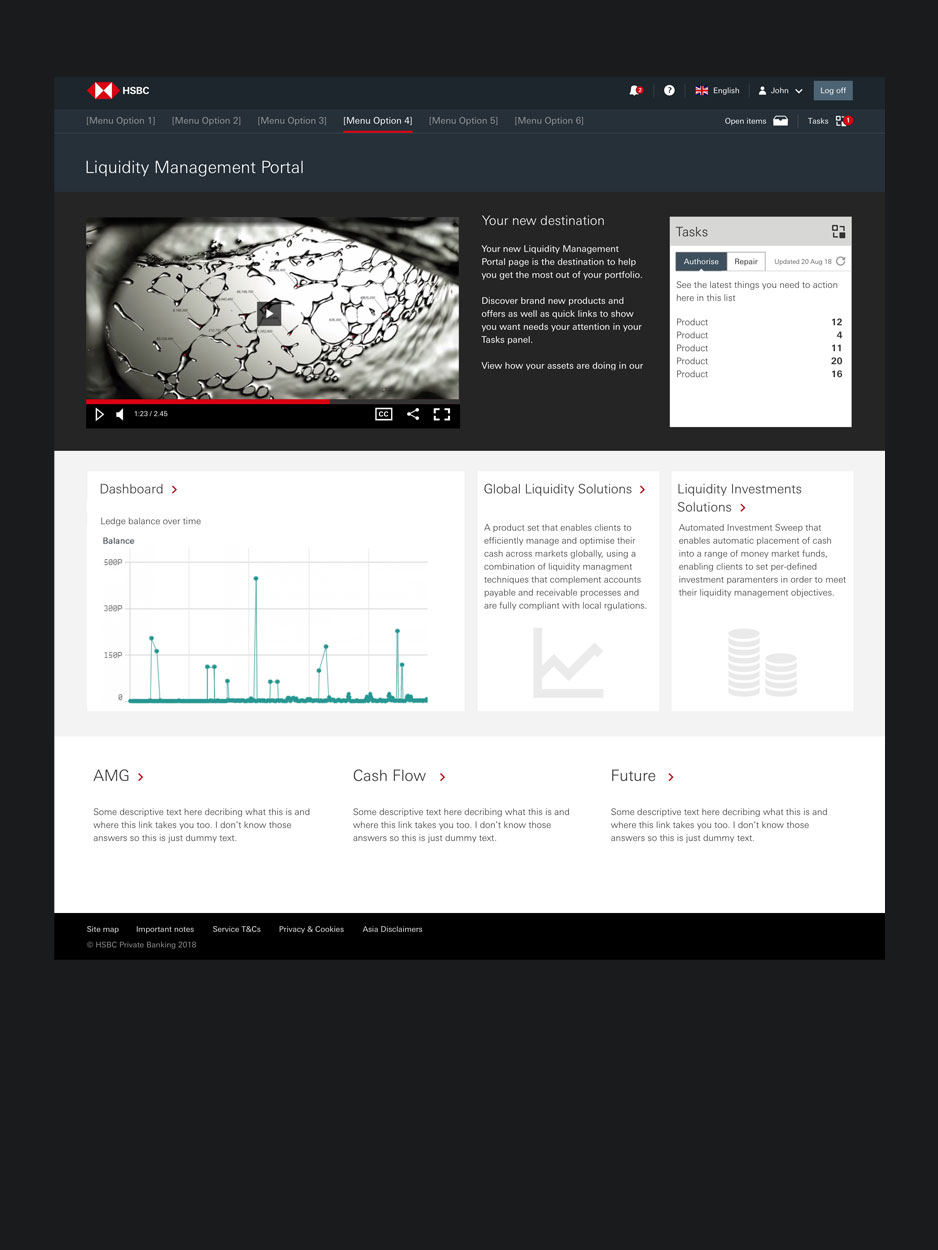 HSBC
2
?
English
John
Log off
[Menu Option 1]
[Menu Option 2]
[Menu Option 3]
[Menu Option 4]
[Menu Option 5]
[Menu Option 6]
Open items
Tasks
1
Liquidity Management Portal
1:23 / 2.45
CC
Your new destination
Your new Liquidity Management
Portal page is the destination to help
you get the most out of your portfolio.
Discover brand new products and
offers as well as quick links to show
you want needs your attention in your
Tasks panel.
View how your assets are doing in our
Tasks
Authorise
Repair
Updated 20 Aug 18
See the latest things you need to action
here in this list
Product 12
Product 4
Product 11
Product 20
Product 16
Dashboard
Ledge balance over time
Balance
500P
300P
150P
0
Global Liquidity Solutions
A product set that enables clients to
efficiently manage and optimise their
cash across markets globally, using a
combination of liquidity managment
techniques that complement accounts
payable and receivable processes and
are fully compliant with local rgulations.
Liquidity Investments
Solutions
Automated Investment Sweep that
enables automatic placement of cash
into a range of money market funds,
enabling clients to set per-defined
investment paramenters in order to meet
their liquidity management objectives.
AMG
Some descriptive text here decribing what this is and
where this link takes you too. I don't know those
answers so this is just dummy text.
Cash Flow
Some descriptive text here decribing what this is and
where this link takes you too. I don't know those
answers so this is just dummy text.
Future
Some descriptive text here decribing what this is and
where this link takes you too. I don't know those
answers so this is just dummy text.
Site map
Important notes
Service T&Cs
Privacy & Cookies
Asia Disclaimers
© HSBC Private Banking 2018